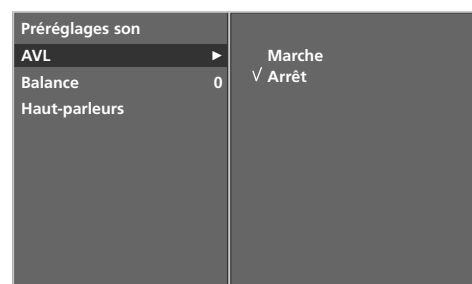 Préréglages son
AVL ►
Marche
Balance 0
√ Arrêt
Haut-parleurs